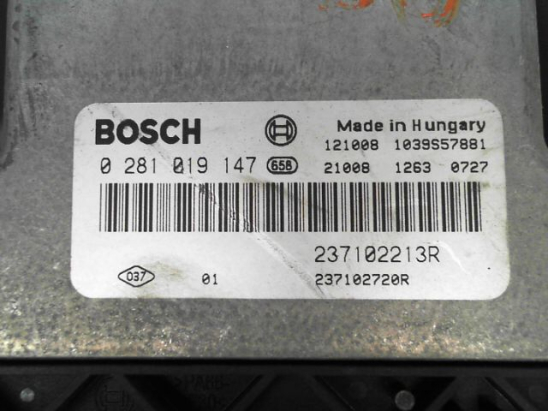 BOSCH
Made in Hungary
121008 1039S57881
0 281 019 147 658 21008 1263 0727
237102213R
037 01 237102720R